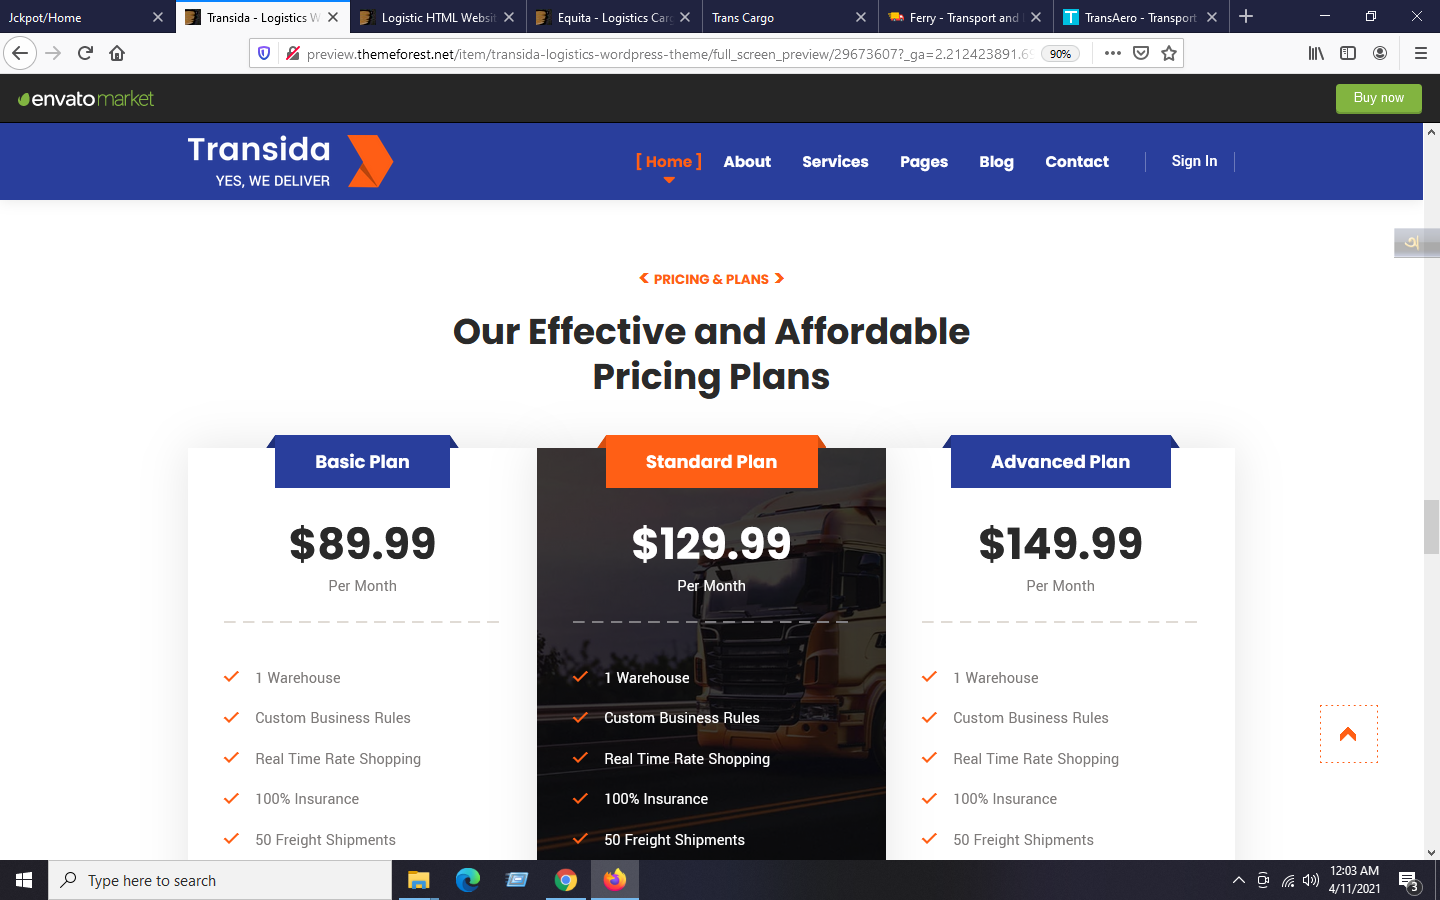 Jckpot/Home
Transida - Logistics W
Logistic HTML Websit
Equita - Logistics Carg
Trans Cargo
Ferry - Transport and
TransAero - Transport
preview.themeforest.net/item/transida-logistics-wordpress-theme/full_screen_preview/29673607?_ga=2.212423891.69
90%
envatomarket
Buy now
Transida
YES, WE DELIVER
[ Home ]
About
Services
Pages
Blog
Contact
Sign In
অ
< PRICING & PLANS >
Our Effective and Affordable
Pricing Plans
Basic Plan
$89.99
Per Month
1 Warehouse
Custom Business Rules
Real Time Rate Shopping
100% Insurance
50 Freight Shipments
Standard Plan
$129.99
Per Month
1 Warehouse
Custom Business Rules
Real Time Rate Shopping
100% Insurance
50 Freight Shipments
Advanced Plan
$149.99
Per Month
1 Warehouse
Custom Business Rules
Real Time Rate Shopping
100% Insurance
50 Freight Shipments
Type here to search
12:03 AM
4/11/2021
3